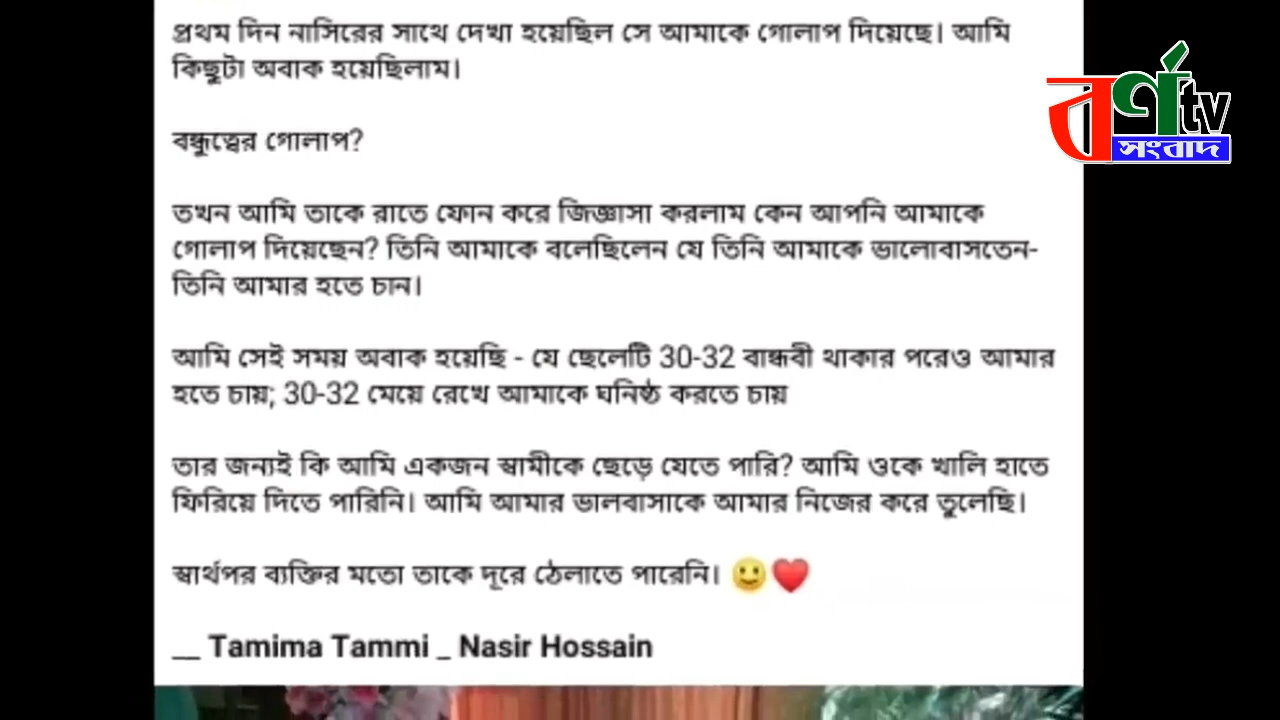 প্রথম দিন নাসিরের সাথে দেখা হয়েছিল সে আমাকে গোলাপ দিয়েছে। আমি
কিছুটা অবাক হয়েছিলাম।
বন্ধুত্বের গোলাপ?
তখন আমি তাকে রাতে ফোন করে জিজ্ঞাসা করলাম কেন আপনি আমাকে
গোলাপ দিয়েছেন? তিনি আমাকে বলেছিলেন যে তিনি আমাকে ভালোবাসতেন-
তিনি আমার হতে চান।
আমি সেই সময় অবাক হয়েছি - যে ছেলেটি 30-32 বান্ধবী থাকার পরেও আমার
হতে চায়; 30-32 মেয়ে রেখে আমাকে ঘনিষ্ঠ করতে চায়
তার জন্যই কি আমি একজন স্বামীকে ছেড়ে যেতে পারি? আমি ওকে খালি হাতে
ফিরিয়ে দিতে পারিনি। আমি আমার ভালবাসাকে আমার নিজের করে তুলেছি।
স্বার্থপর ব্যক্তির মতো তাকে দূরে ঠেলাতে পারেনি। 🙂❤️
__ Tamima Tammi _ Nasir Hossain
বর্ণ tv
সংবাদ